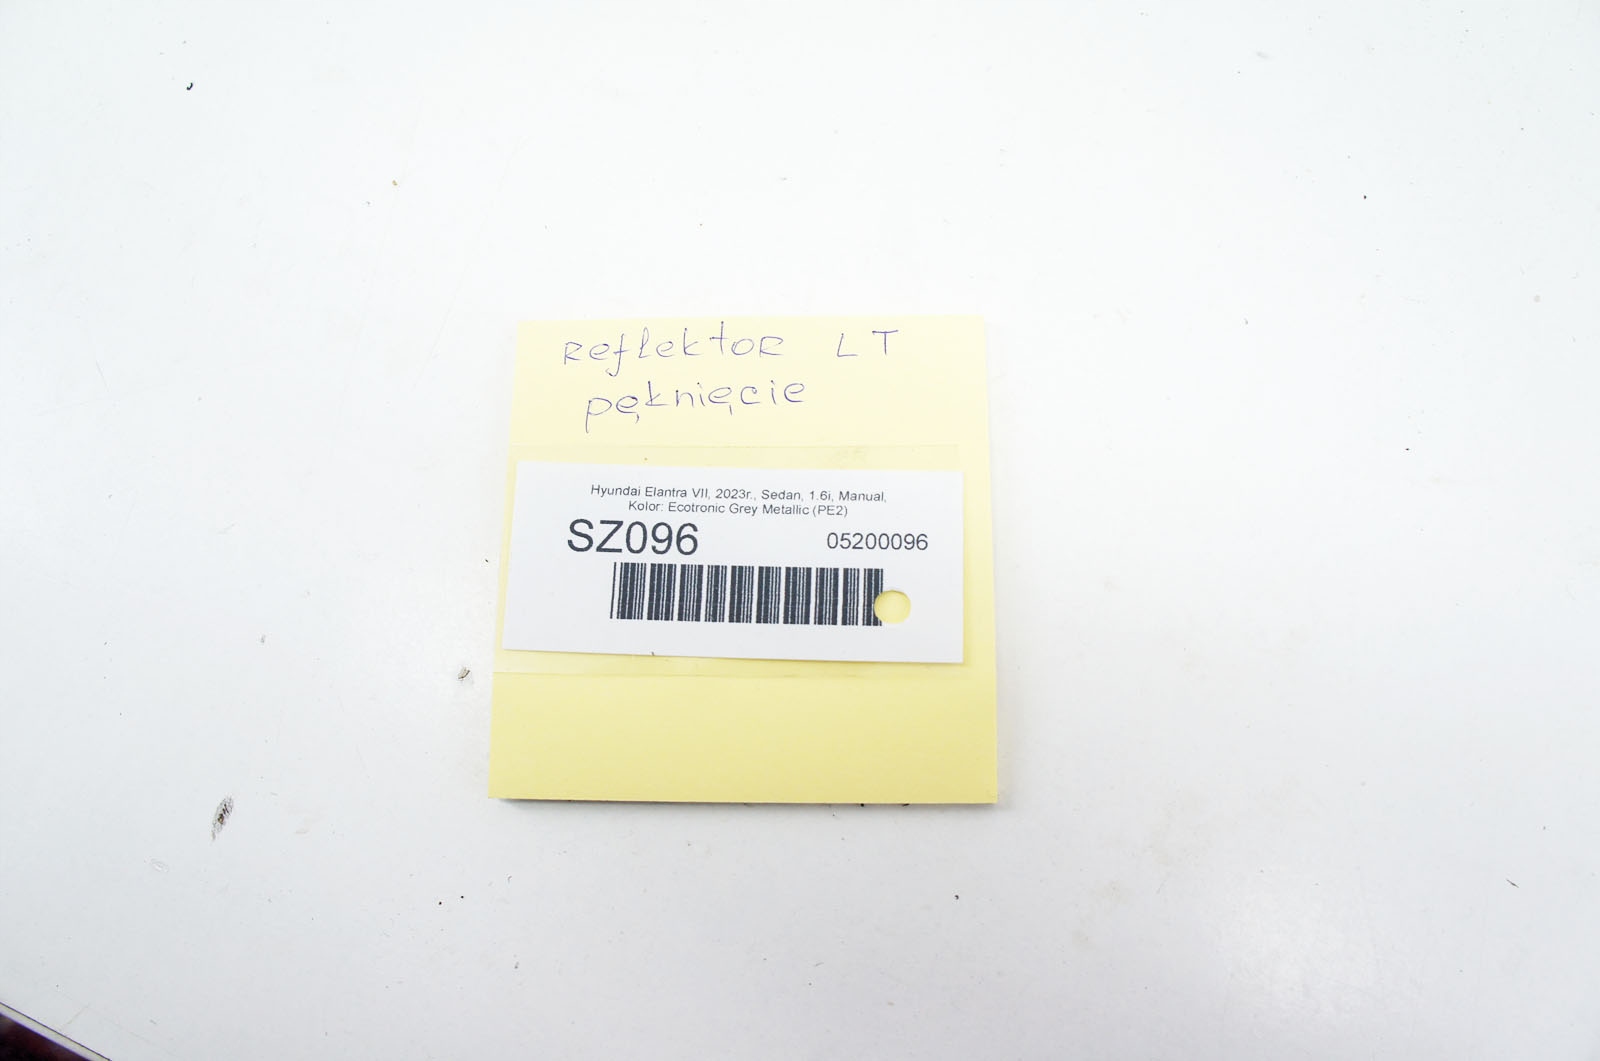 Reflektor LT
pęknięcie
Hyundai Elantra VII, 2023r., Sedan, 1.6i, Manual,
Kolor: Ecotronic Grey Metallic (PE2)
SZ096 05200096